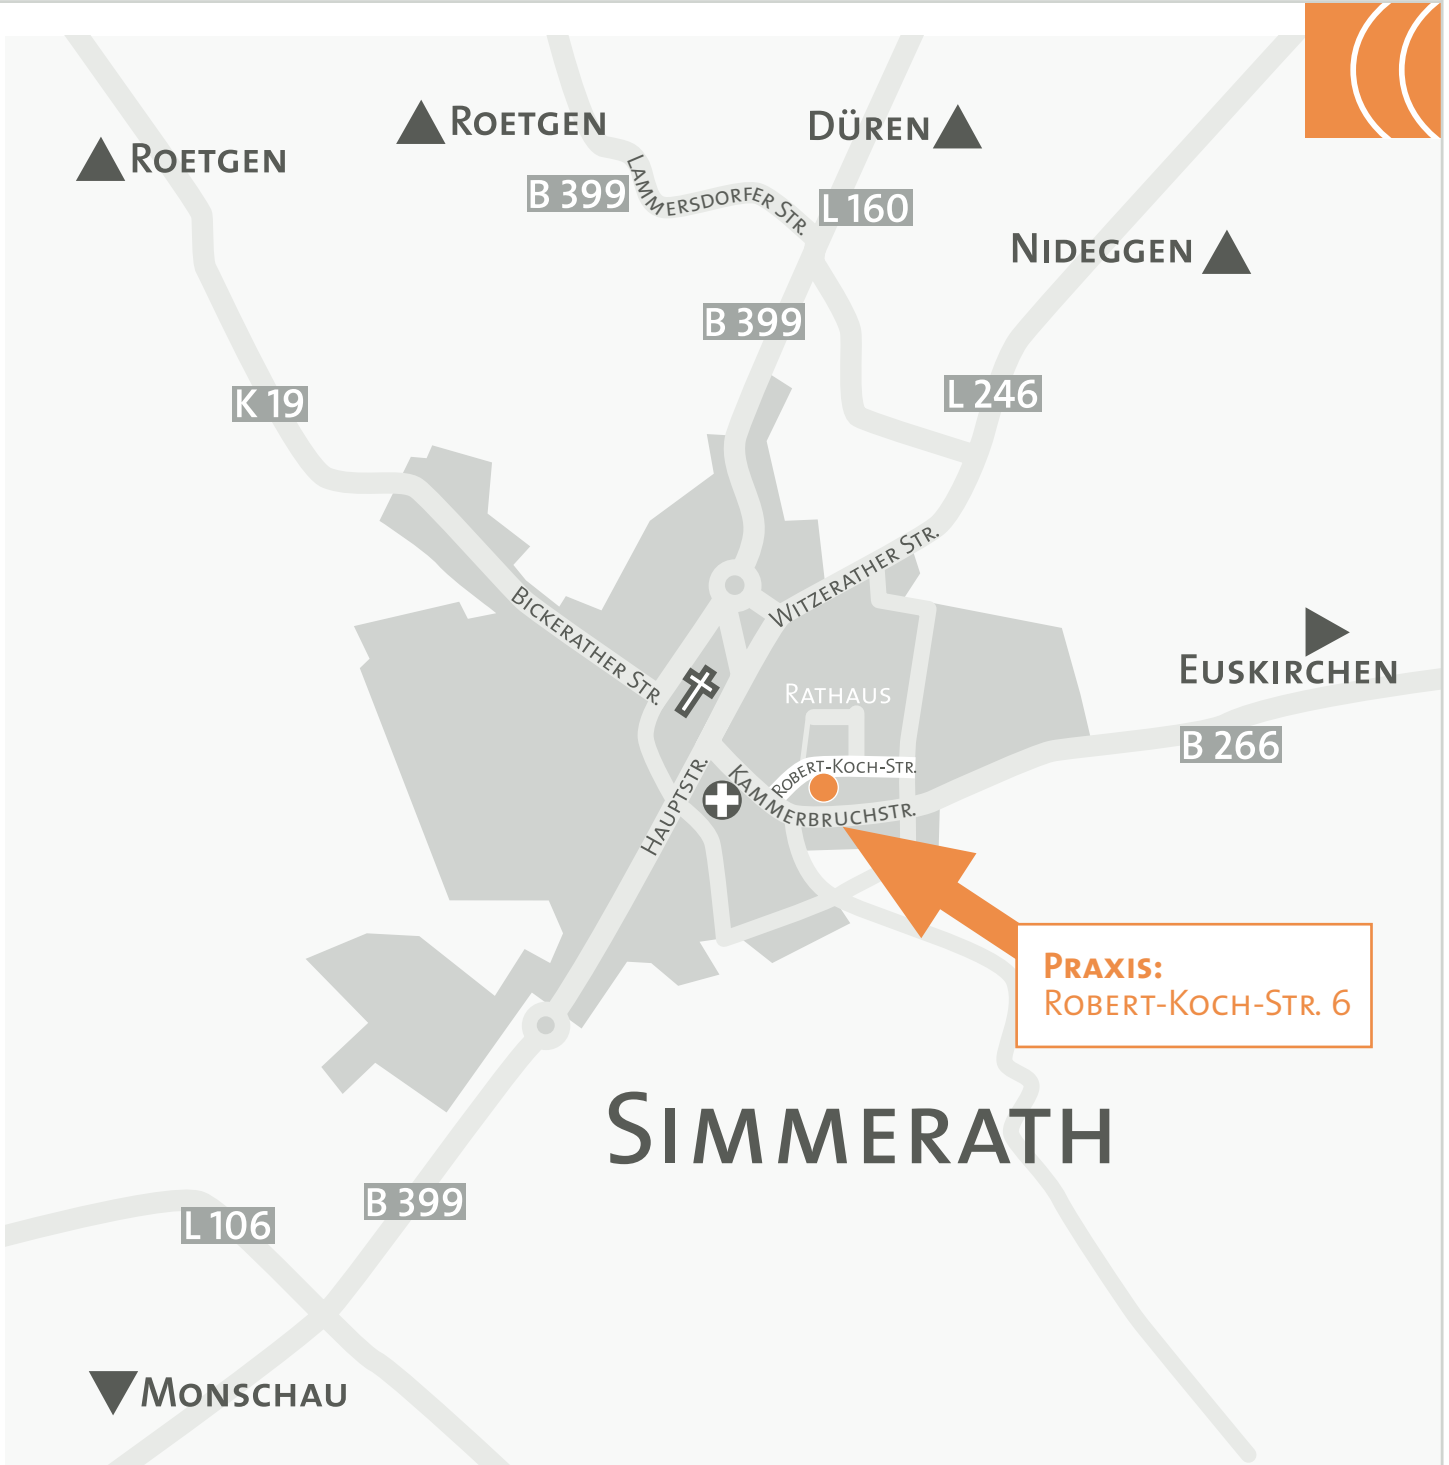 Roetgen
Düren
Roetgen
B 399
Lammersdorfer Str.
L 160
Nideggen
B 399
K 19
L 246
Witzerather Str.
Bickerather Str.
Euskirchen
Rathaus
B 266
Robert-Koch-Str.
Hauptstr.
Kammerbruchstr.
Praxis:
Robert-Koch-Str. 6
Simmerath
B 399
L 106
Monschau